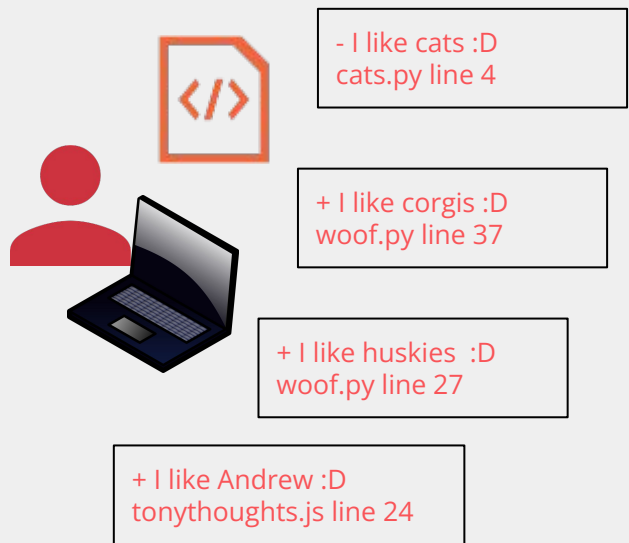 - I like cats :D
cats.py line 4
</>
+ I like corgis :D
woof.py line 37
+ I like huskies  :D
woof.py line 27
+ I like Andrew :D
tonythoughts.js line 24